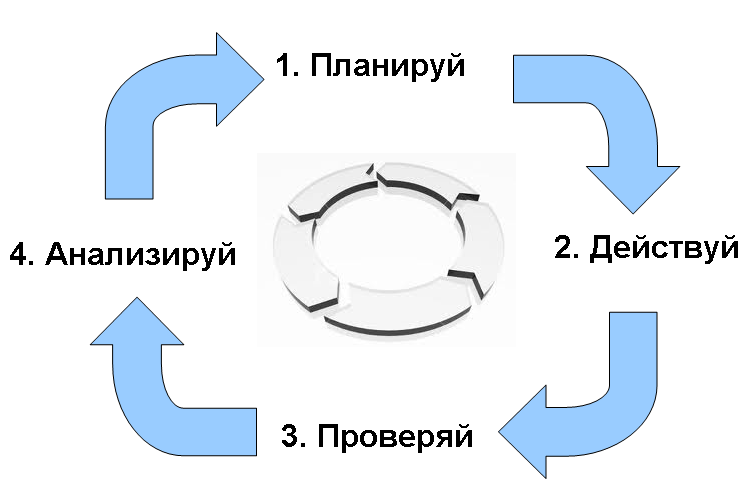 1. Планируй
2. Действуй
3. Проверяй
4. Анализируй